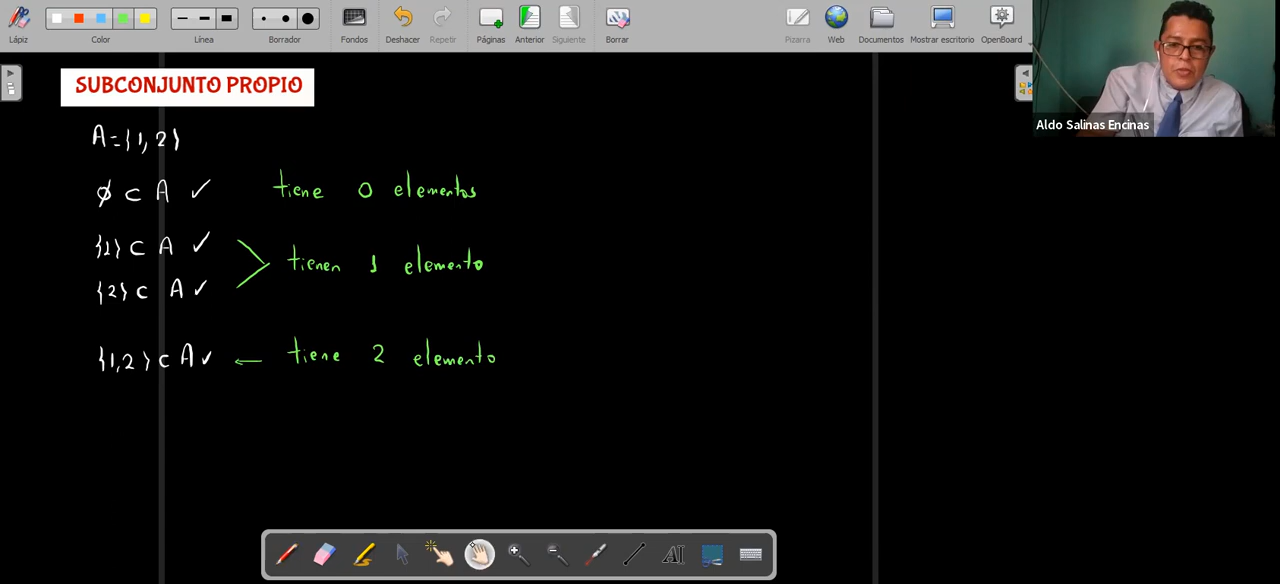 Lápiz Color Línea Borrador Fondos Deshacer Repetir Páginas Anterior Siguiente Borrar Pizarra Web Documentos Mostrar escritorio OpenBoard
Aldo Salinas Encinas
SUBCONJUNTO PROPIO
A={1,2}
∅ ⊂ A ✓ tiene 0 elementos
{1} ⊂ A ✓
tienen 1 elemento
{2} ⊂ A ✓
{1,2} ⊂ A ✓ ← tiene 2 elemento
AI